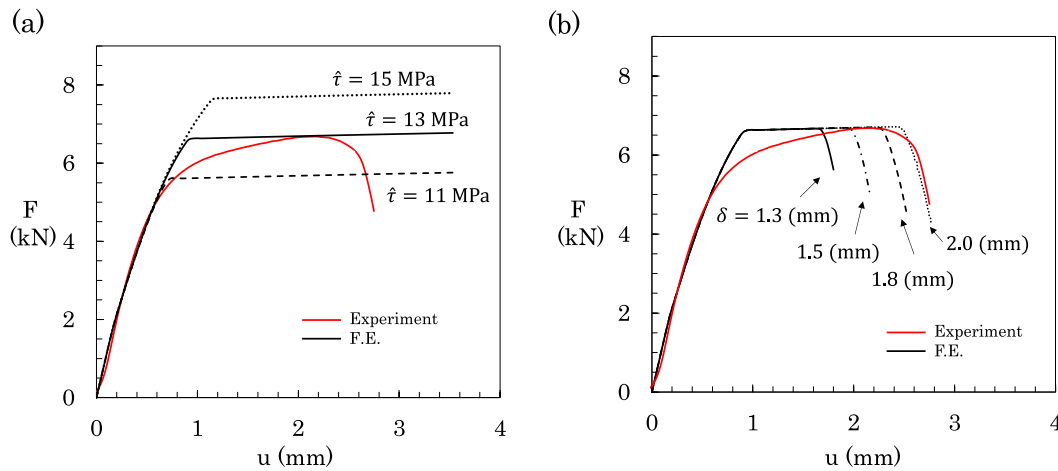 (a)
8
6
4
2
0
F
(kN)
τ̂ = 15 MPa
τ̂ = 13 MPa
τ̂ = 11 MPa
Experiment
F.E.
0 1 2 3 4
u (mm)
(b)
8
6
4
2
0
F
(kN)
δ = 1.3 (mm)
1.5 (mm)
1.8 (mm)
2.0 (mm)
Experiment
F.E.
0 1 2 3 4
u (mm)